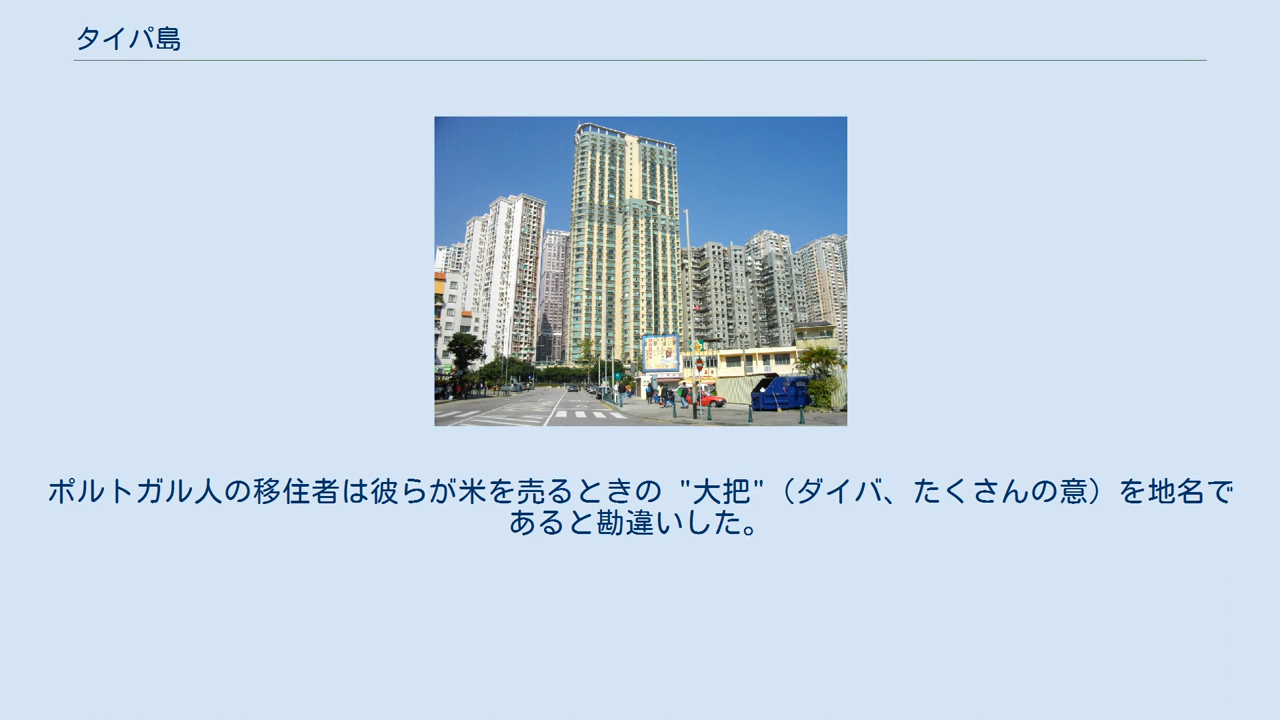 タイパ島
ポルトガル人の移住者は彼らが米を売るときの "大把"（ダイバ、たくさんの意）を地名で
あると勘違いした。